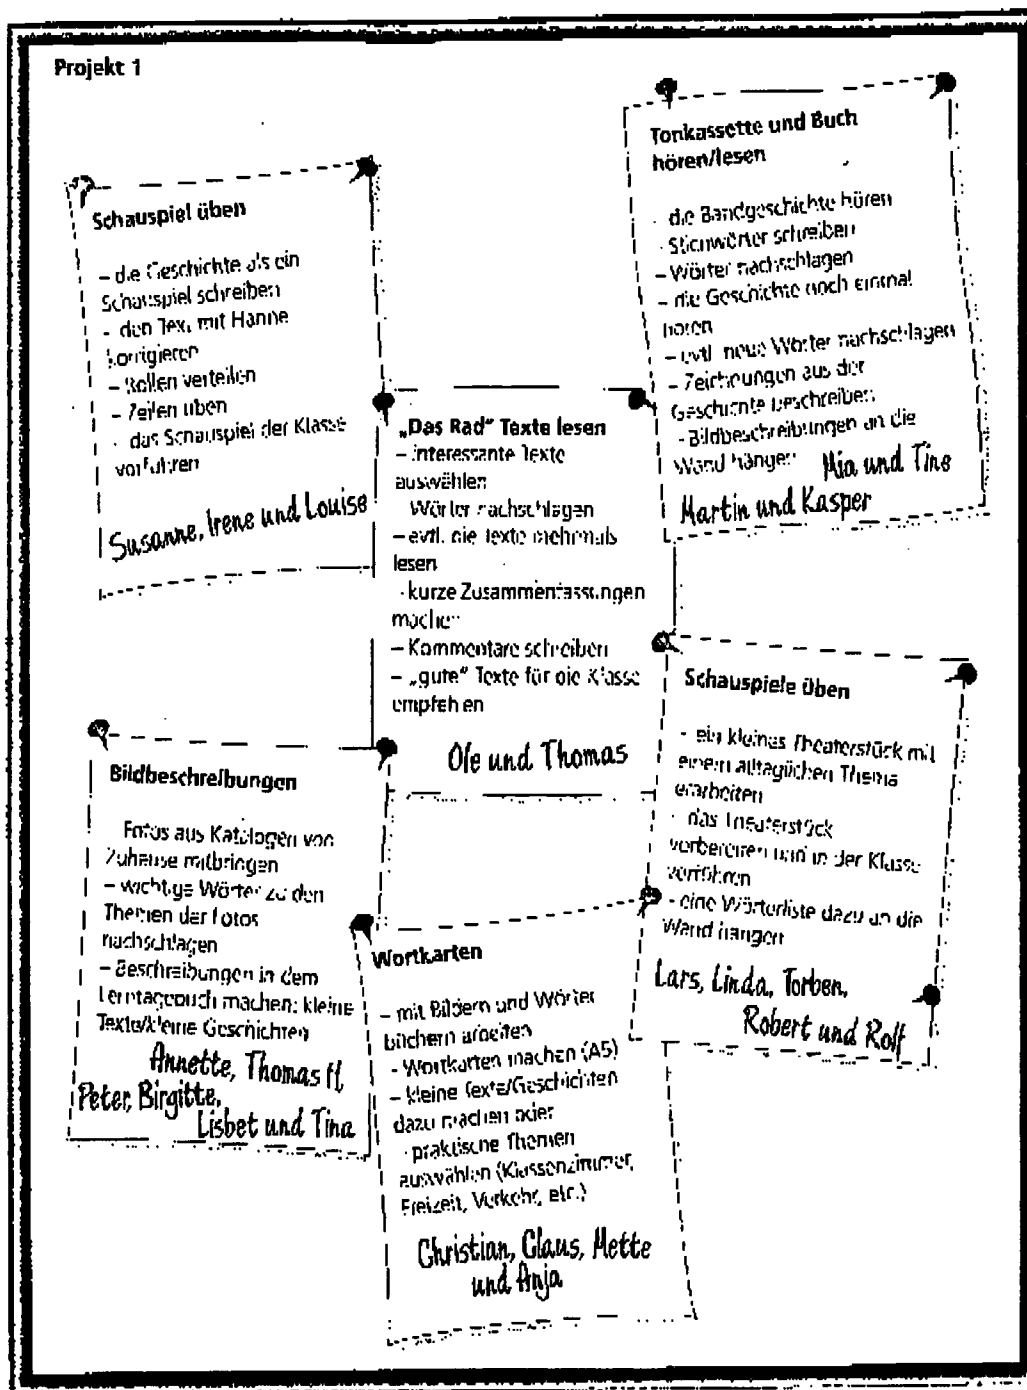 Projekt 1
Schauspiel üben
– die Geschichte als ein
Schauspiel schreiben
- den Text mit Hanne
korrigieren
– Rollen verteilen
– Zeilen üben
- das Schauspiel der Klasse
vorführen
Susanne, Irene und Louise
Tonkassette und Buch
hören/lesen
- die Bandgeschichte hören
- Stichwörter schreiben
– Wörter nachschlagen
– die Geschichte noch einmal
hören
– evtl. neue Wörter nachschlagen
– Zeichnungen aus der
Geschichte beschreiben
- Bildbeschreibungen an die
Wand hängen
Mia und Tine
Martin und Kasper
„Das Rad“ Texte lesen
– interessante Texte
auswählen
Wörter nachschlagen
– evtl. die Texte mehrmals
lesen
- kurze Zusammenfassungen
machen
– Kommentare schreiben
– „gute“ Texte für die Klasse
empfehlen
Ole und Thomas
Schauspiele üben
- ein kleines Theaterstück mit
einem alltäglichen Thema
erarbeiten
- das Theaterstück
vorbereiten und in der Klasse
vorführen
- eine Wörterliste dazu an die
Wand hängen
Lars, Linda, Torben,
Robert und Rolf
Bildbeschreibungen
Fotos aus Katalogen von
Zuhause mitbringen
– wichtige Wörter zu den
Themen der Fotos
nachschlagen
– Beschreibungen in dem
Lerntagebuch machen: kleine
Texte/kleine Geschichten
Annette, Thomas H,
Peter, Birgitte,
Lisbet und Tina
Wortkarten
– mit Bildern und Wörter
büchern arbeiten
- Wortkarten machen (A5)
– kleine Texte/Geschichten
dazu machen oder
- praktische Themen
auswählen (Klassenzimmer,
Freizeit, Verkehr, etc.)
Christian, Claus, Mette
und Anja